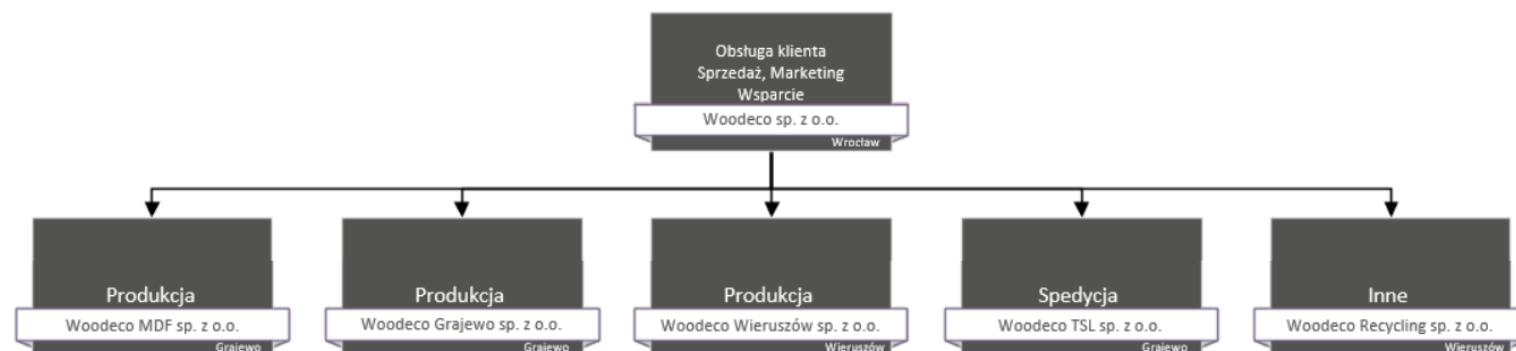 Obsługa klienta
Sprzedaż, Marketing
Wsparcie
Woodeco sp. z o.o.
Wrocław
Produkcja
Woodeco MDF sp. z o.o.
Grajewo
Produkcja
Woodeco Grajewo sp. z o.o.
Grajewo
Produkcja
Woodeco Wieruszów sp. z o.o.
Wieruszów
Spedycja
Woodeco TSL sp. z o.o.
Grajewo
Inne
Woodeco Recycling sp. z o.o.
Wieruszów